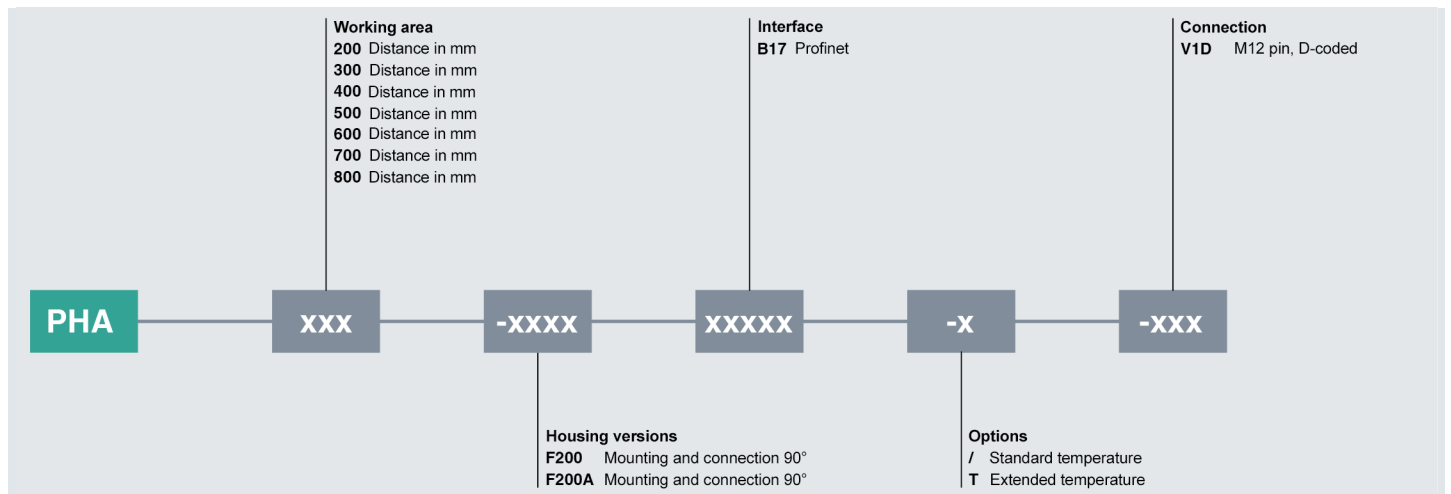 Working area
200 Distance in mm
300 Distance in mm
400 Distance in mm
500 Distance in mm
600 Distance in mm
700 Distance in mm
800 Distance in mm
Interface
B17 Profinet
Connection
V1D M12 pin, D-coded
PHA
xxx
-xxxx
xxxxx
-x
-xxx
Housing versions
F200 Mounting and connection 90°
F200A Mounting and connection 90°
Options
/ Standard temperature
T Extended temperature